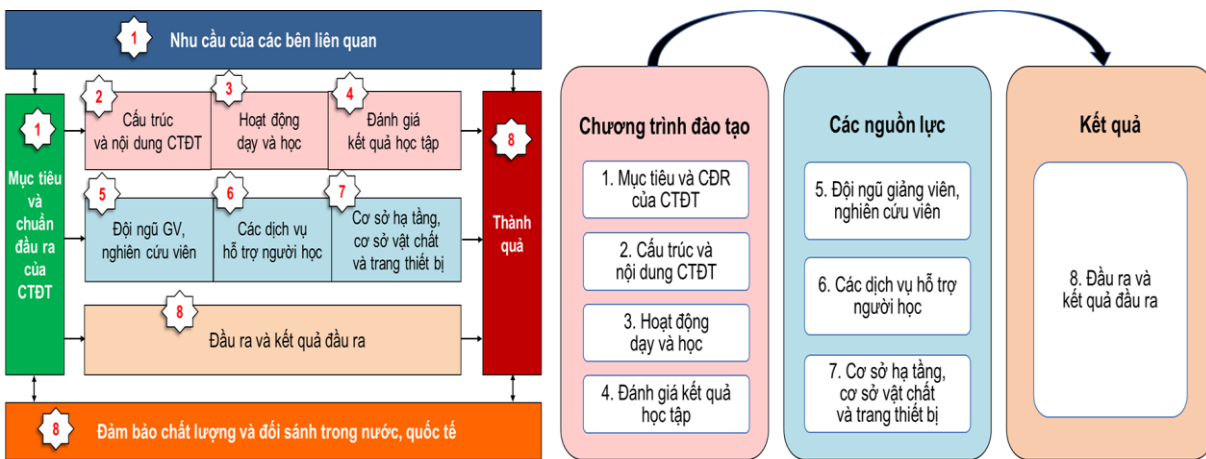 1
Nhu cầu của các bên liên quan
1
Mục tiêu
và
chuẩn
đầu ra
của
CTĐT
2
Cấu trúc
và nội dung CTĐT
3
Hoạt động
dạy và học
4
Đánh giá
kết quả học tập
5
Đội ngũ GV,
nghiên cứu viên
6
Các dịch vụ
hỗ trợ người học
7
Cơ sở hạ tầng,
cơ sở vật chất
và trang thiết bị
8
Đầu ra và kết quả đầu ra
8
Thành
quả
8
Đảm bảo chất lượng và đối sánh trong nước, quốc tế
Chương trình đào tạo
1. Mục tiêu và CĐR
của CTĐT
2. Cấu trúc và
nội dung CTĐT
3. Hoạt động
dạy và học
4. Đánh giá kết quả
học tập
Các nguồn lực
5. Đội ngũ giảng viên,
nghiên cứu viên
6. Các dịch vụ hỗ trợ
người học
7. Cơ sở hạ tầng,
cơ sở vật chất
và trang thiết bị
Kết quả
8. Đầu ra và
kết quả đầu ra